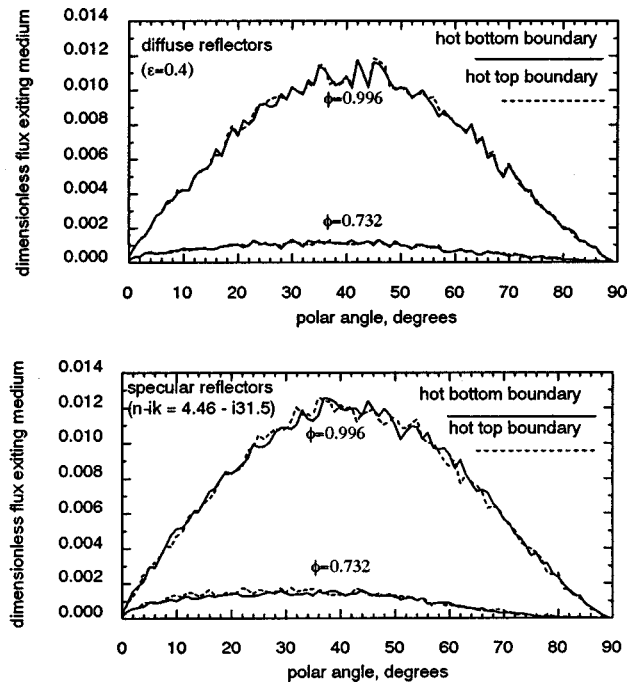 dimensionless flux exiting medium
0.014
0.012
0.010
0.008
0.006
0.004
0.002
0.000
diffuse reflectors
(ε=0.4)
hot bottom boundary
hot top boundary
ϕ=0.996
ϕ=0.732
0 10 20 30 40 50 60 70 80 90
polar angle, degrees
dimensionless flux exiting medium
0.014
0.012
0.010
0.008
0.006
0.004
0.002
0.000
specular reflectors
(n-ik = 4.46 - i31.5)
hot bottom boundary
hot top boundary
ϕ=0.996
ϕ=0.732
0 10 20 30 40 50 60 70 80 90
polar angle, degrees